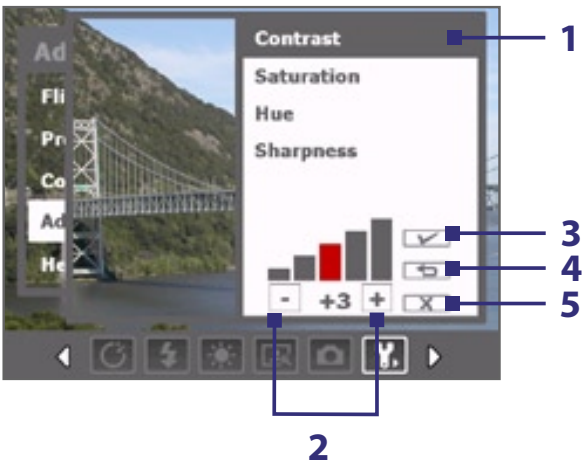 Contrast
1
Ad
Saturation
Fli
Hue
Pr
Sharpness
Co
Ad
He
3
4
- +3 +
X
5
2